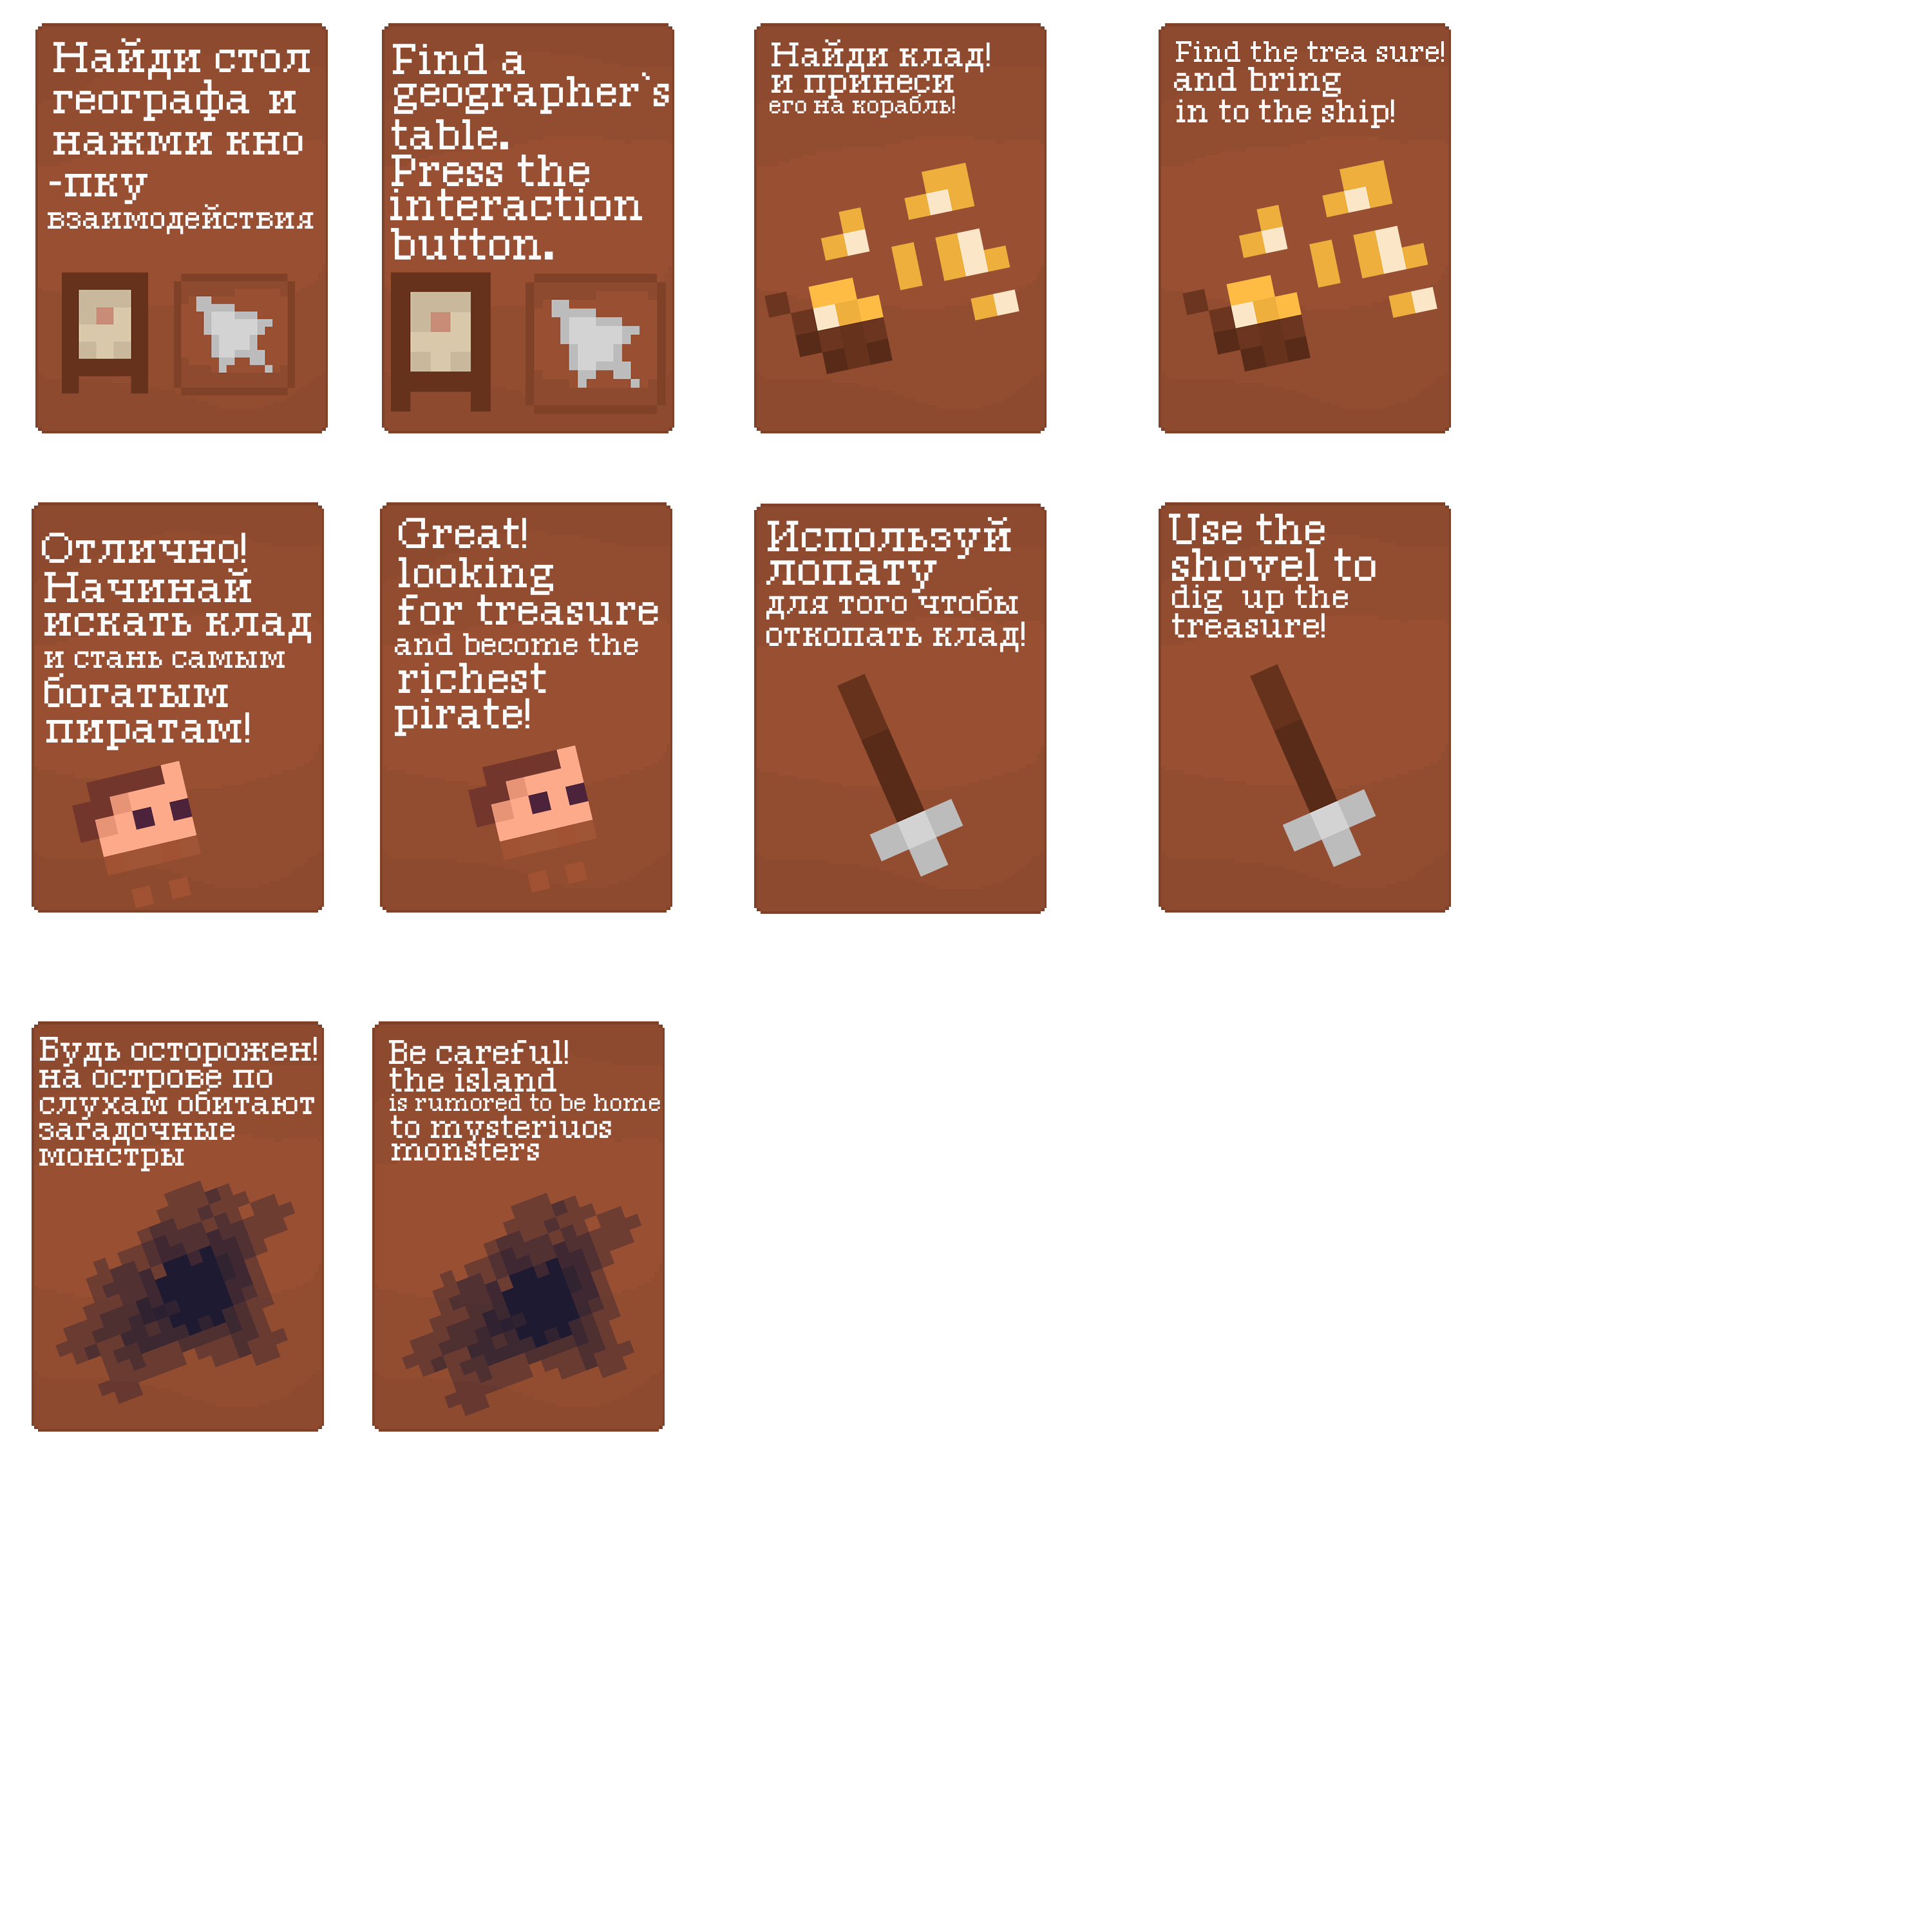 Найди стол
географа и
нажми кно
-пку
взаимодействия
Find a
geographer`s
table.
Press the
interaction
button.
Найди клад!
и принеси
его на корабль!
Find the trea sure!
and bring
in to the ship!
Отлично!
Начинай
искать клад
и стань самым
богатым
пиратам!
Great!
looking
for treasure
and become the
richest
pirate!
Используй
лопату
для того чтобы
откопать клад!
Use the
shovel to
dig up the
treasure!
Будь осторожен!
на острове по
слухам обитают
загадочные
монстры
Be careful!
the island
is rumored to be home
to mysteriuos
monsters